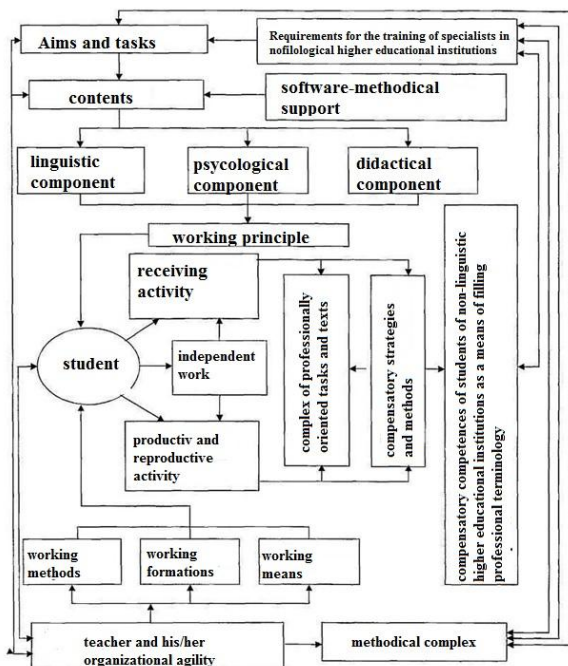 Aims and tasks
Requirements for the training of specialists in
nofilological higher educational institutions
contents
software-methodical
support
linguistic
component
psycological
component
didactical
component
working principle
receiving
activity
student
independent
work
productiv and
reproductive
activity
complex of professionally
oriented tasks and texts
compensatory strategies
and methods
compensatory competences of students of non-linguistic
higher educational institutions as a means of filling
professional terminology
working
methods
working
formations
working
means
teacher and his/her
organizational agility
methodical complex